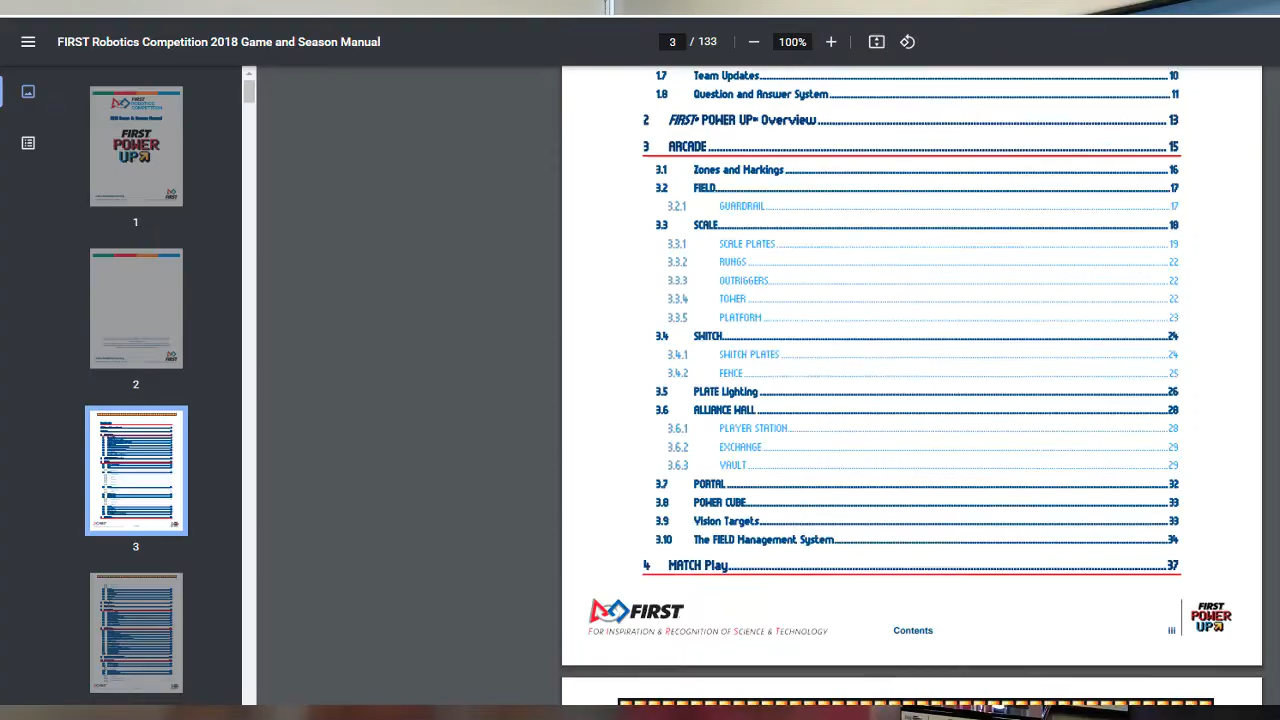 FIRST Robotics Competition 2018 Game and Season Manual
3 / 133
100%
1
2
3
FIRST POWER UP
1.7 Team Updates 10
1.8 Question and Answer System 11
2 FIRST® POWER UP℠ Overview 13
3 ARCADE 15
3.1 Zones and Markings 16
3.2 FIELD 17
3.2.1 GUARDRAIL 17
3.3 SCALE 18
3.3.1 SCALE PLATES 19
3.3.2 RUNGS 22
3.3.3 OUTRIGGERS 22
3.3.4 TOWER 22
3.3.5 PLATFORM 23
3.4 SWITCH 24
3.4.1 SWITCH PLATES 24
3.4.2 FENCE 25
3.5 PLATE Lighting 26
3.6 ALLIANCE WALL 28
3.6.1 PLAYER STATION 28
3.6.2 EXCHANGE 29
3.6.3 VAULT 29
3.7 PORTAL 32
3.8 POWER CUBE 33
3.9 Vision Targets 33
3.10 The FIELD Management System 34
4 MATCH Play 37
FIRST
FOR INSPIRATION & RECOGNITION OF SCIENCE & TECHNOLOGY
Contents
iii
FIRST
POWER
UP